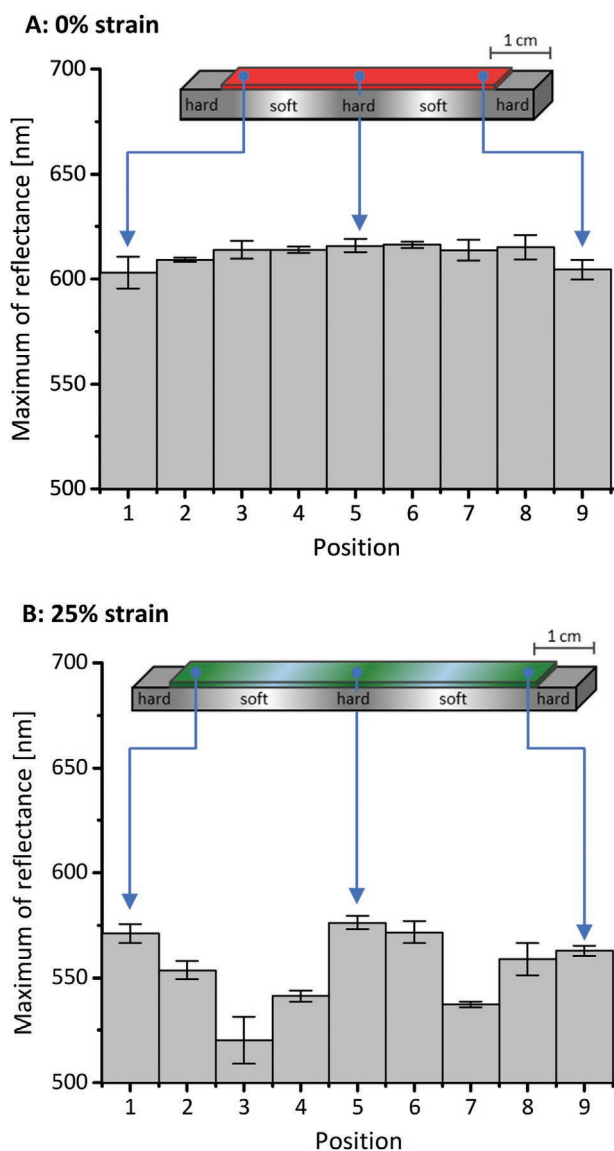 A: 0% strain
1 cm
700
hard soft hard soft hard
650
600
550
500
Maximum of reflectance [nm]
1 2 3 4 5 6 7 8 9
Position
B: 25% strain
1 cm
700
hard soft hard soft hard
650
600
550
500
Maximum of reflectance [nm]
1 2 3 4 5 6 7 8 9
Position